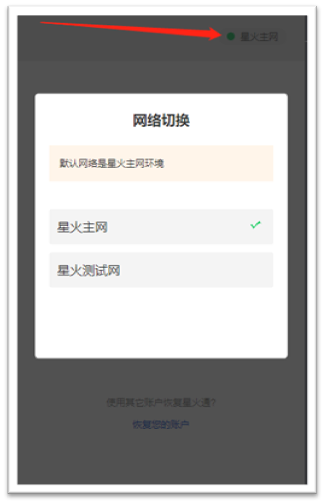 星火主网
网络切换
默认网络是星火主网环境
星火主网
星火测试网
使用其它账户恢复星火通?
恢复您的账户